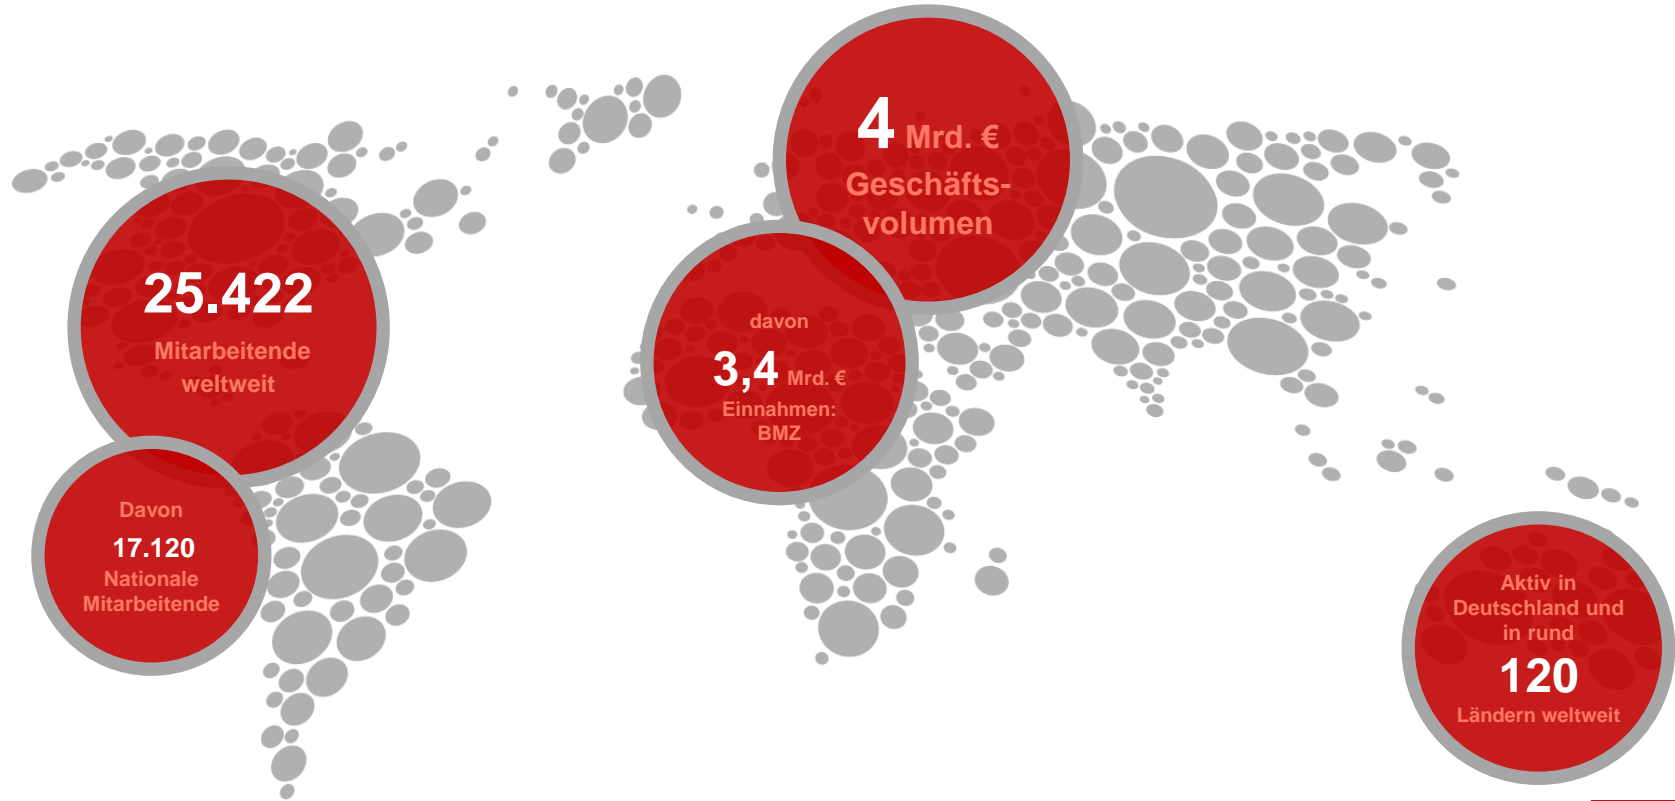 25.422
Mitarbeitende
weltweit
Davon
17.120
Nationale
Mitarbeitende
4 Mrd. €
Geschäfts-
volumen
davon
3,4 Mrd. €
Einnahmen:
BMZ
Aktiv in
Deutschland und
in rund
120
Ländern weltweit